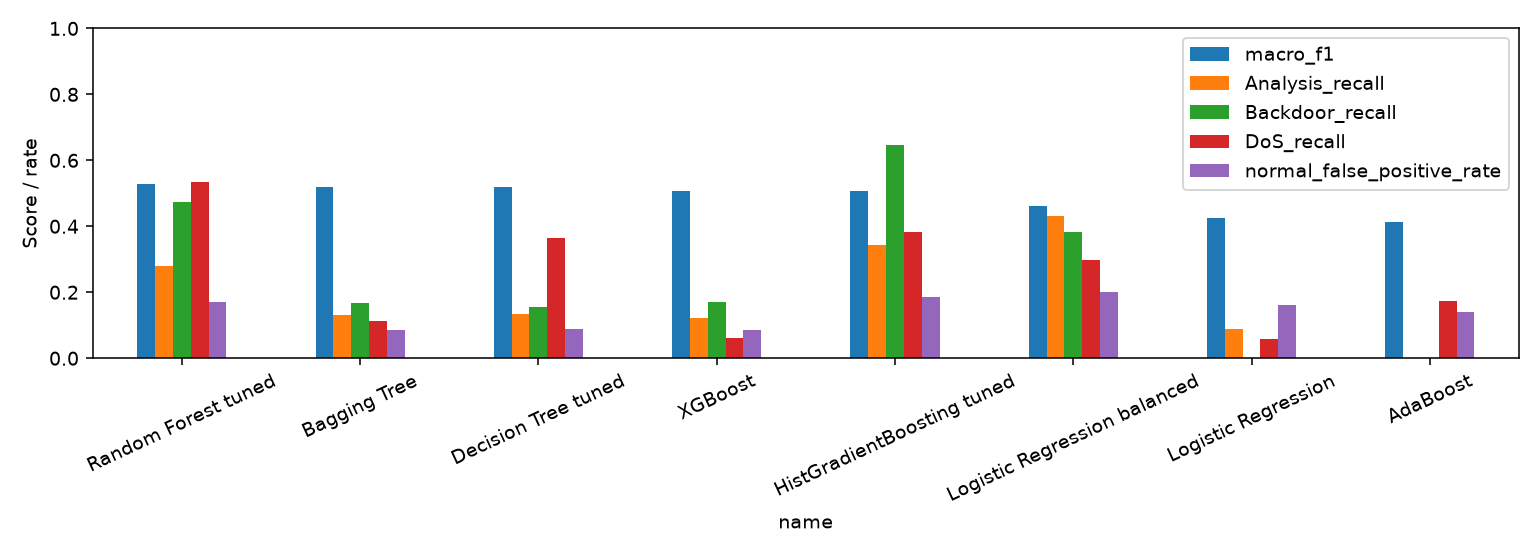 1.0
0.8
0.6
0.4
0.2
0.0
Score / rate
macro_f1
Analysis_recall
Backdoor_recall
DoS_recall
normal_false_positive_rate
Random Forest tuned
Bagging Tree
Decision Tree tuned
XGBoost
HistGradientBoosting tuned
Logistic Regression balanced
Logistic Regression
AdaBoost
name